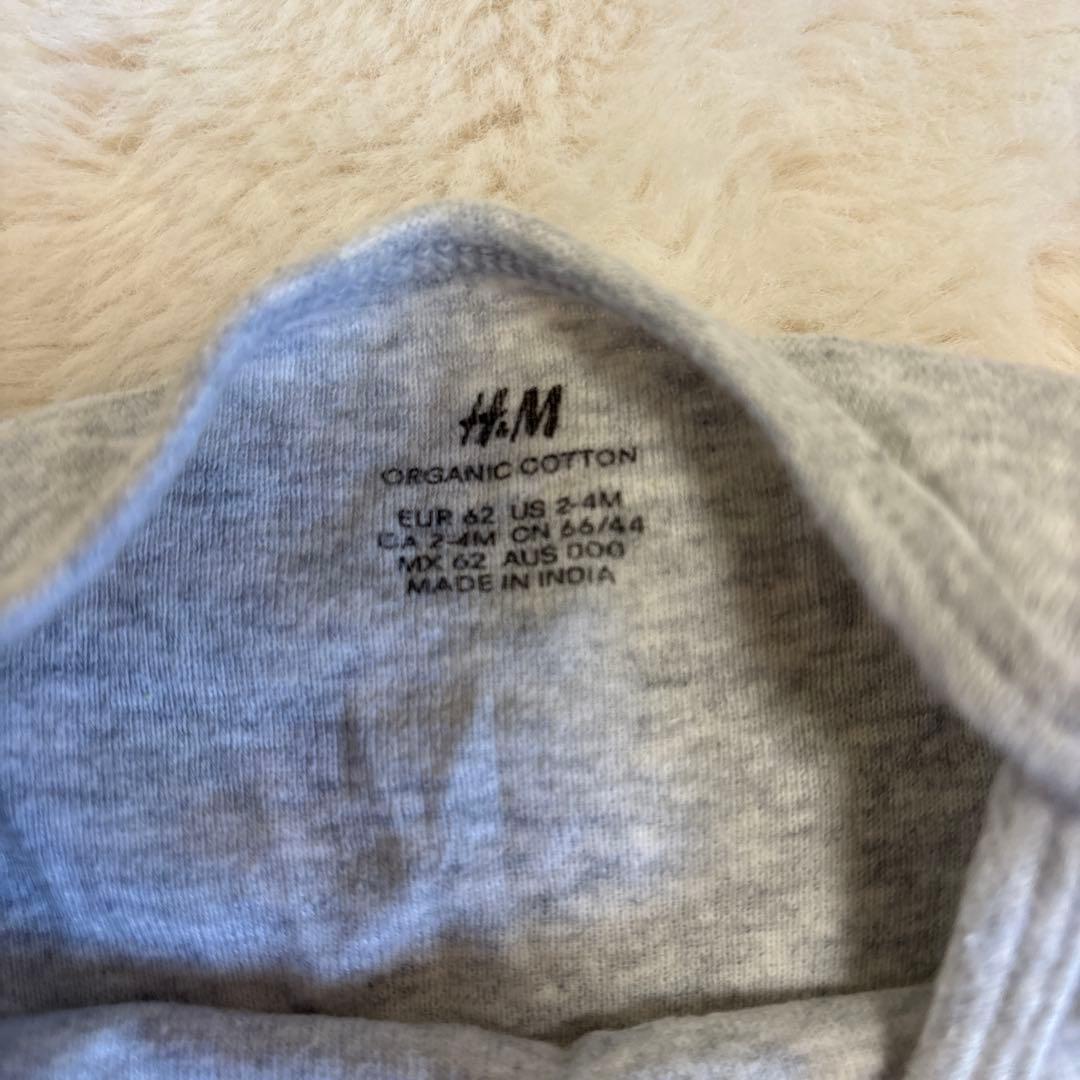 H&M
ORGANIC COTTON
EUR 62 US 2-4M
CA 2-4M CN 66/44
MX 62 AUS 000
MADE IN INDIA